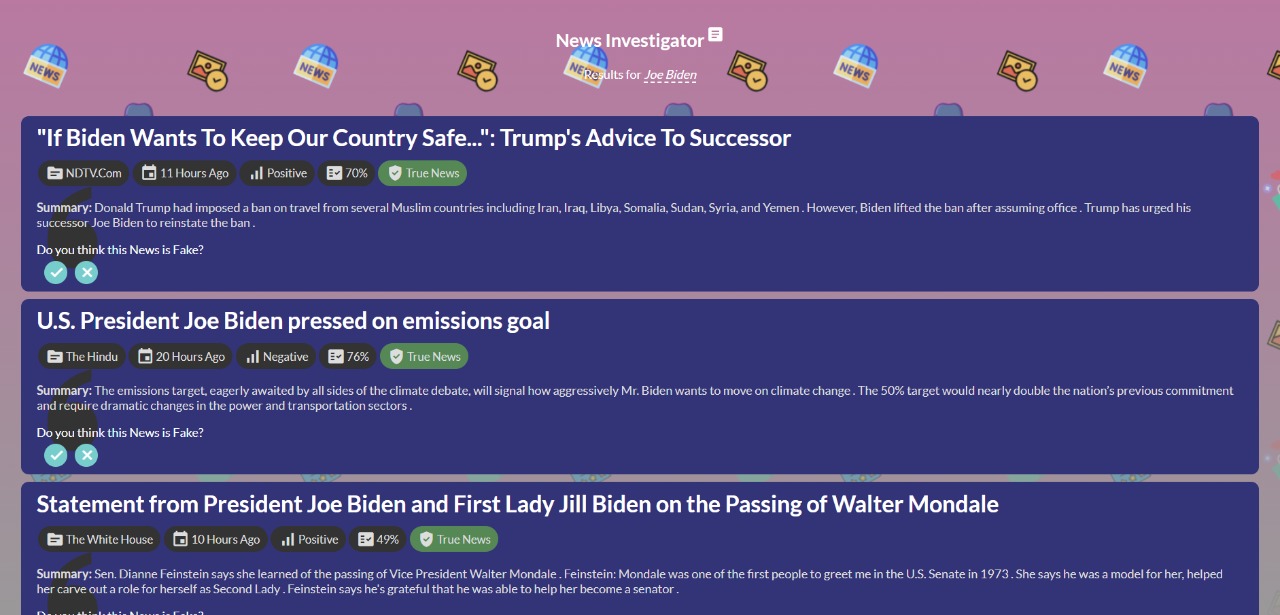 News Investigator
NEWS NEWS NEWS NEWS NEWS
Results for Joe Biden
"If Biden Wants To Keep Our Country Safe...": Trump's Advice To Successor
NDTV.Com 11 Hours Ago Positive 70% True News
Summary: Donald Trump had imposed a ban on travel from several Muslim countries including Iran, Iraq, Libya, Somalia, Sudan, Syria, and Yemen . However, Biden lifted the ban after assuming office . Trump has urged his
successor Joe Biden to reinstate the ban .
Do you think this News is Fake?
U.S. President Joe Biden pressed on emissions goal
The Hindu 20 Hours Ago Negative 76% True News
Summary: The emissions target, eagerly awaited by all sides of the climate debate, will signal how aggressively Mr. Biden wants to move on climate change . The 50% target would nearly double the nation's previous commitment
and require dramatic changes in the power and transportation sectors .
Do you think this News is Fake?
Statement from President Joe Biden and First Lady Jill Biden on the Passing of Walter Mondale
The White House 10 Hours Ago Positive 49% True News
Summary: Sen. Dianne Feinstein says she learned of the passing of Vice President Walter Mondale . Feinstein: Mondale was one of the first people to greet me in the U.S. Senate in 1973 . She says he was a model for her, helped
her carve out a role for herself as Second Lady . Feinstein says he's grateful that he was able to help her become a senator .
Do you think this News is Fake?